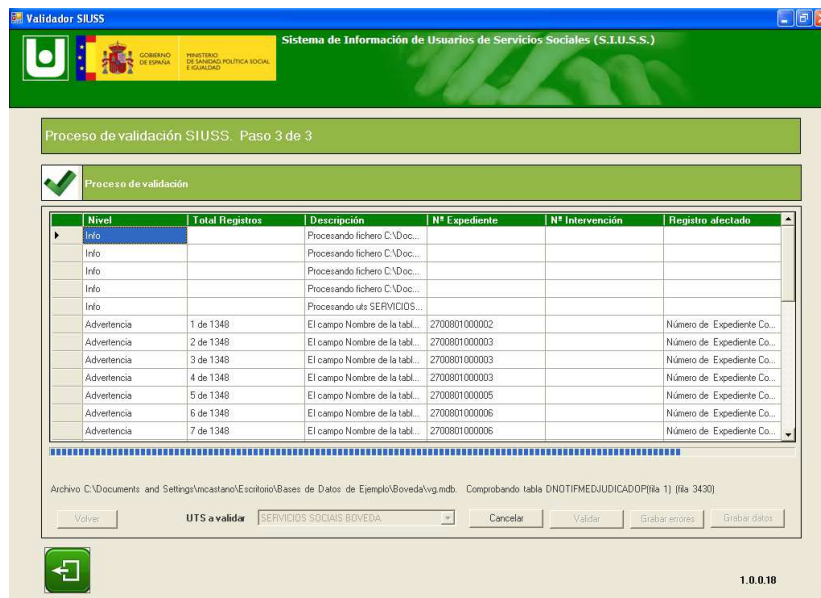 Validador SIUSS
Sistema de Información de Usuarios de Servicios Sociales (S.I.U.S.S.)
GOBIERNO
DE ESPAÑA
MINISTERIO
DE SANIDAD, POLÍTICA SOCIAL
E IGUALDAD
Proceso de validación SIUSS. Paso 3 de 3
Proceso de validación
Nivel Total Registros Descripción Nº Expediente Nº Intervención Registro afectado
Info Procesando fichero C:\Doc...
Info Procesando fichero C:\Doc...
Info Procesando fichero C:\Doc...
Info Procesando fichero C:\Doc...
Info Procesando uts SERVICIOS...
Advertencia 1 de 1348 El campo Nombre de la tabl... 2700801000002 Número de Expediente Co...
Advertencia 2 de 1348 El campo Nombre de la tabl... 2700801000003 Número de Expediente Co...
Advertencia 3 de 1348 El campo Nombre de la tabl... 2700801000003 Número de Expediente Co...
Advertencia 4 de 1348 El campo Nombre de la tabl... 2700801000003 Número de Expediente Co...
Advertencia 5 de 1348 El campo Nombre de la tabl... 2700801000005 Número de Expediente Co...
Advertencia 6 de 1348 El campo Nombre de la tabl... 2700801000006 Número de Expediente Co...
Advertencia 7 de 1348 El campo Nombre de la tabl... 2700801000006 Número de Expediente Co...
Archivo C:\Documents and Settings\mcastano\Escritorio\Bases de Datos de Ejemplo\Boveda\vg.mdb. Comprobando tabla DNOTIFMEDJUDICADOP(fila 1) (fila 3430)
Volver UTS a validar SERVICIOS SOCIAIS BOVEDA Cancelar Validar Grabar errores Grabar datos
1.0.0.18